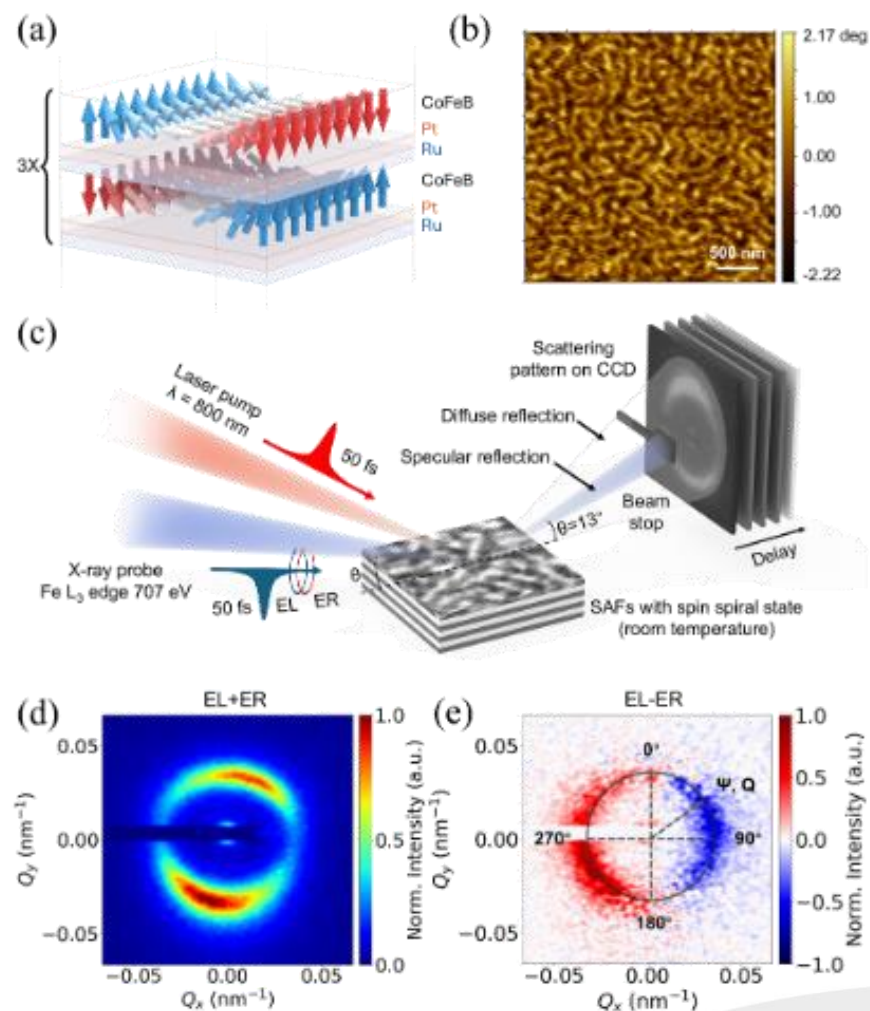 (a)
CoFeB
Pt
Ru
3X
CoFeB
Pt
Ru
(b)
2.17 deg
1.00
0.00
-1.00
-2.22
500 nm
(c)
Laser pump
λ = 800 nm
50 fs
Scattering
pattern on CCD
Diffuse reflection
Specular reflection
Beam
stop
θ=13°
Delay
θ
X-ray probe
Fe L₃ edge 707 eV
50 fs
EL
ER
SAFs with spin spiral state
(room temperature)
(d)
EL+ER
0.05
0.00
-0.05
Qy (nm⁻¹)
-0.05
0.00
0.05
Qx (nm⁻¹)
1.0
0.5
0.0
Norm. Intensity (a.u.)
(e)
EL-ER
0.05
0.00
-0.05
Qy (nm⁻¹)
0°
Ψ, Q
270°
90°
180°
-0.05
0.00
0.05
Qx (nm⁻¹)
1.0
0.5
0.0
-0.5
-1.0
Norm. Intensity (a.u.)